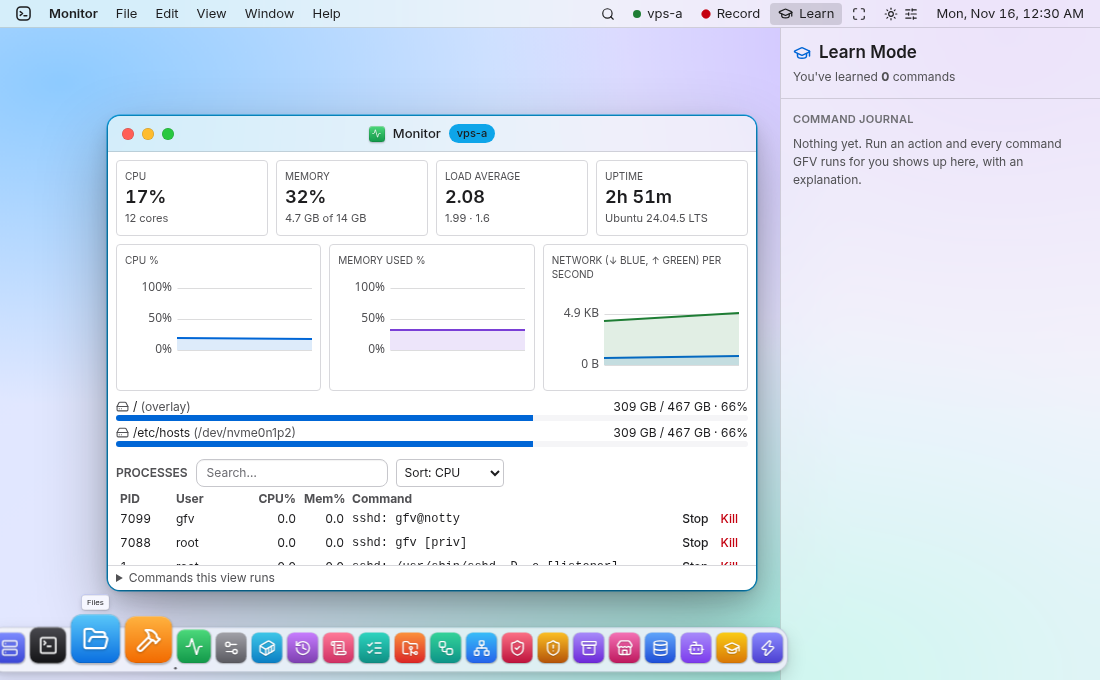 Monitor File Edit View Window Help vps-a Record Learn Mon, Nov 16, 12:30 AM
Learn Mode
You've learned 0 commands
COMMAND JOURNAL
Nothing yet. Run an action and every command
GFV runs for you shows up here, with an
explanation.
Monitor vps-a
CPU MEMORY LOAD AVERAGE UPTIME
17% 32% 2.08 2h 51m
12 cores 4.7 GB of 14 GB 1.99 · 1.6 Ubuntu 24.04.5 LTS
CPU %
100%
50%
0%
MEMORY USED %
100%
50%
0%
NETWORK (↓ BLUE, ↑ GREEN) PER
SECOND
4.9 KB
0 B
/ (overlay) 309 GB / 467 GB · 66%
/etc/hosts (/dev/nvme0n1p2) 309 GB / 467 GB · 66%
PROCESSES Search... Sort: CPU
PID User CPU% Mem% Command
7099 gfv 0.0 0.0 sshd: gfv@notty Stop Kill
7088 root 0.0 0.0 sshd: gfv [priv] Stop Kill
Commands this view runs
Files